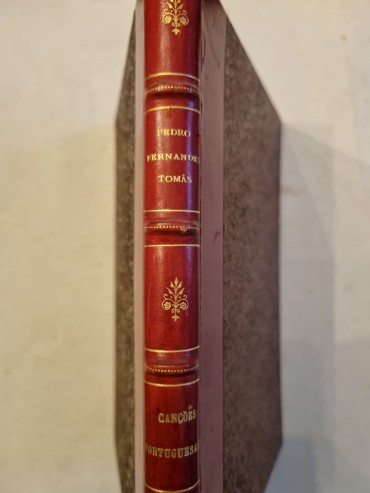 PEDRO
FERNANDES
TOMÁS
CANÇÕES
PORTUGUESAS